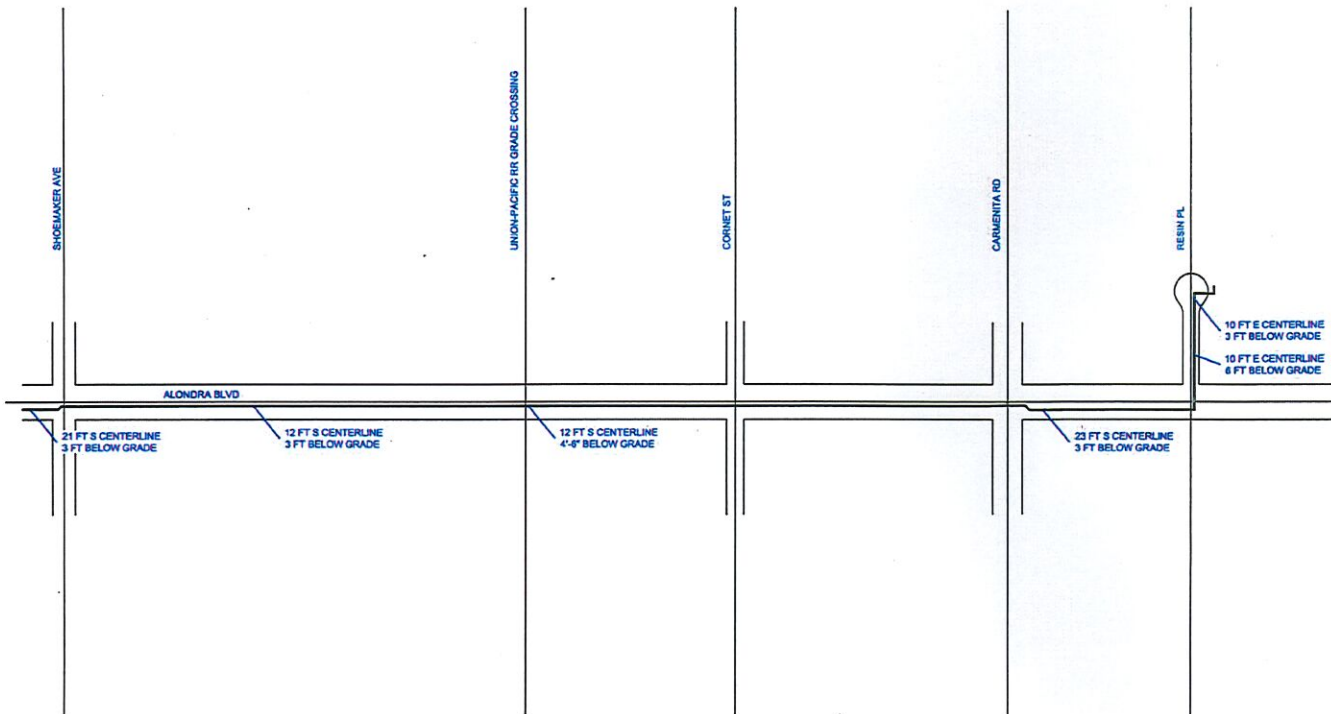 SHOEMAKER AVE
UNION-PACIFIC RR GRADE CROSSING
CORNET ST
CARMENITA RD
RESIN PL
10 FT E CENTERLINE
3 FT BELOW GRADE
10 FT E CENTERLINE
6 FT BELOW GRADE
ALONDRA BLVD
21 FT S CENTERLINE
3 FT BELOW GRADE
12 FT S CENTERLINE
3 FT BELOW GRADE
12 FT S CENTERLINE
4'-6" BELOW GRADE
23 FT S CENTERLINE
3 FT BELOW GRADE